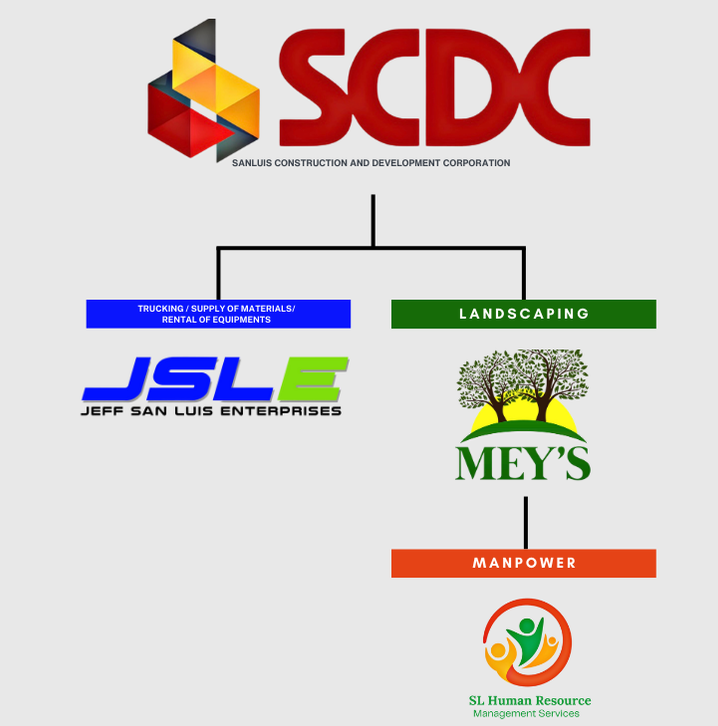 SCDC
SANLUIS CONSTRUCTION AND DEVELOPMENT CORPORATION
TRUCKING / SUPPLY OF MATERIALS/
RENTAL OF EQUIPMENTS
JSLE
JEFF SAN LUIS ENTERPRISES
LANDSCAPING
MEY'S
MANPOWER
SL Human Resource
Management Services